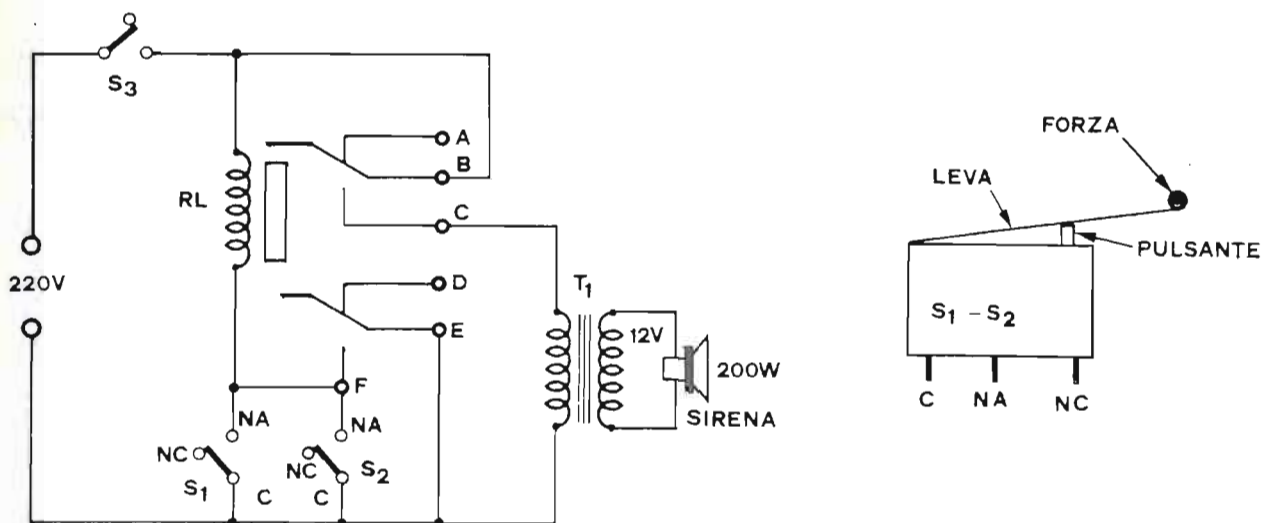 S3
A
B
RL
C
220V
D
T1
E
12V
200W
SIRENA
F
NA
NA
NC
NC
S1
S2
C
C
FORZA
LEVA
PULSANTE
S1 – S2
C
NA
NC